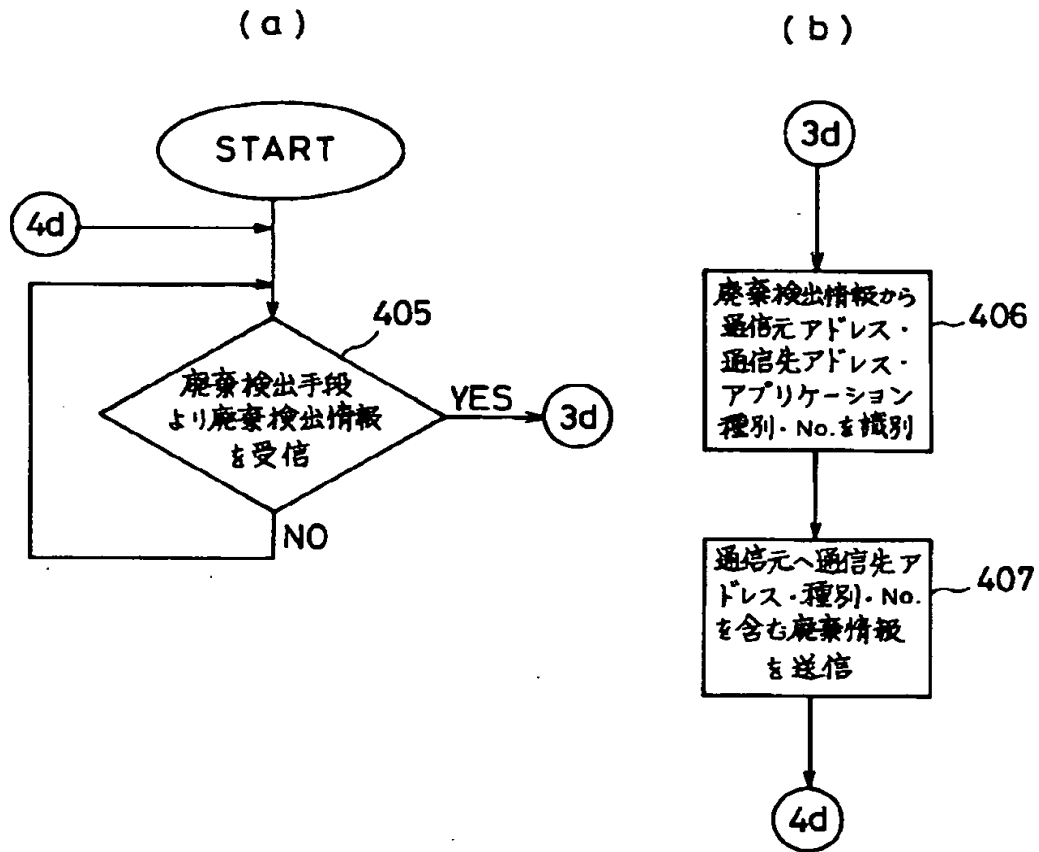 (a)
START
4d
405
廃棄検出手段
より廃棄検出情報
を受信
YES
3d
NO
(b)
3d
廃棄検出情報から
通信元アドレス・
通信先アドレス・
アプリケーション
種別・No.を識別
406
通信元へ通信先ア
ドレス・種別・No.
を含む廃棄情報
を送信
407
4d